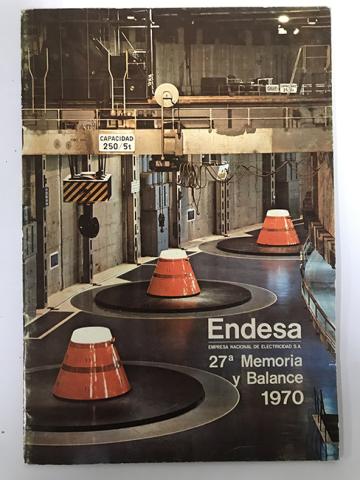 CAPACIDAD
250/5t
Endesa
EMPRESA NACIONAL DE ELECTRICIDAD S.A.
27ª Memoria
y Balance
1970